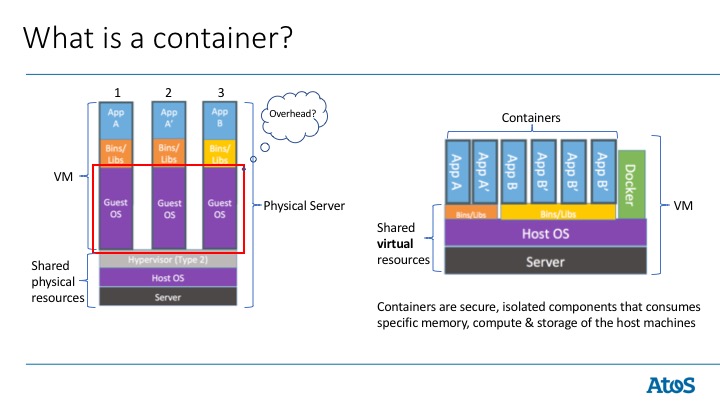 What is a container?
1 2 3
App
A
App
A'
App
B
Bins/
Libs
Bins/
Libs
Bins/
Libs
Guest
OS
Guest
OS
Guest
OS
Hypervisor (Type 2)
Host OS
Server
VM
Shared
physical
resources
Overhead?
Physical Server
Containers
App A
App A'
App B
App B'
App B'
App B'
Docker
Bins/Libs
Bins/Libs
Host OS
Server
Shared
virtual
resources
VM
Containers are secure, isolated components that consumes
specific memory, compute & storage of the host machines
Atos